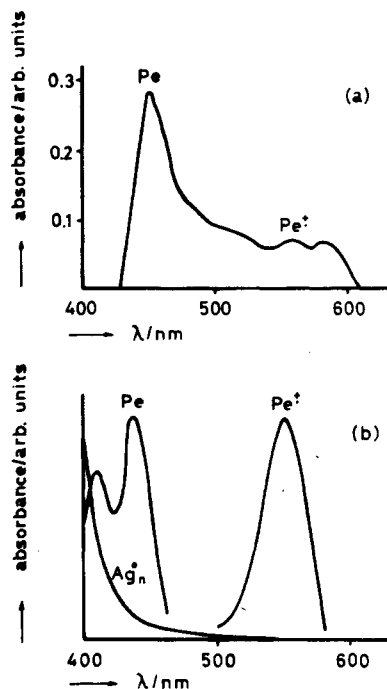 absorbance/arb. units
0.3
0.2
0.1
Pe
(a)
Pe⁺̇
400
500
600
λ/nm
absorbance/arb. units
Pe
Pe⁺̇
(b)
Ag°n
400
500
600
λ/nm